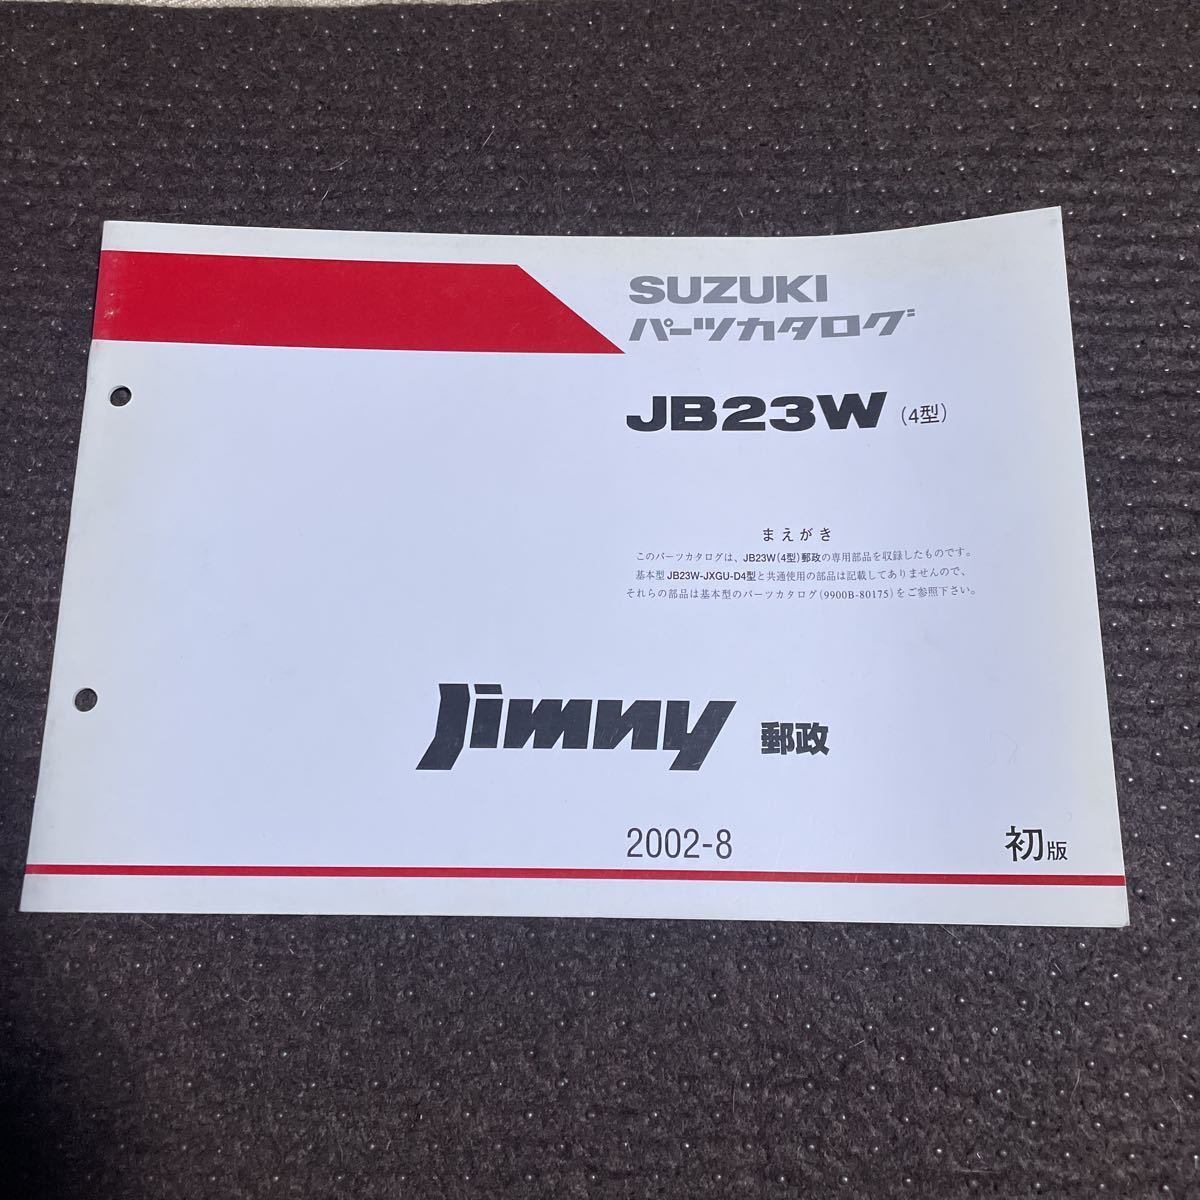 SUZUKI
パーツカタログ
JB23W (4型)
まえがき
このパーツカタログは、JB23W(4型)郵政の専用部品を収録したものです。
基本型JB23W-JXGU-D4型と共通使用の部品は記載してありませんので、
それらの部品は基本型のパーツカタログ(9900B-80175)をご参照下さい。
Jimny 郵政
2002-8 初版